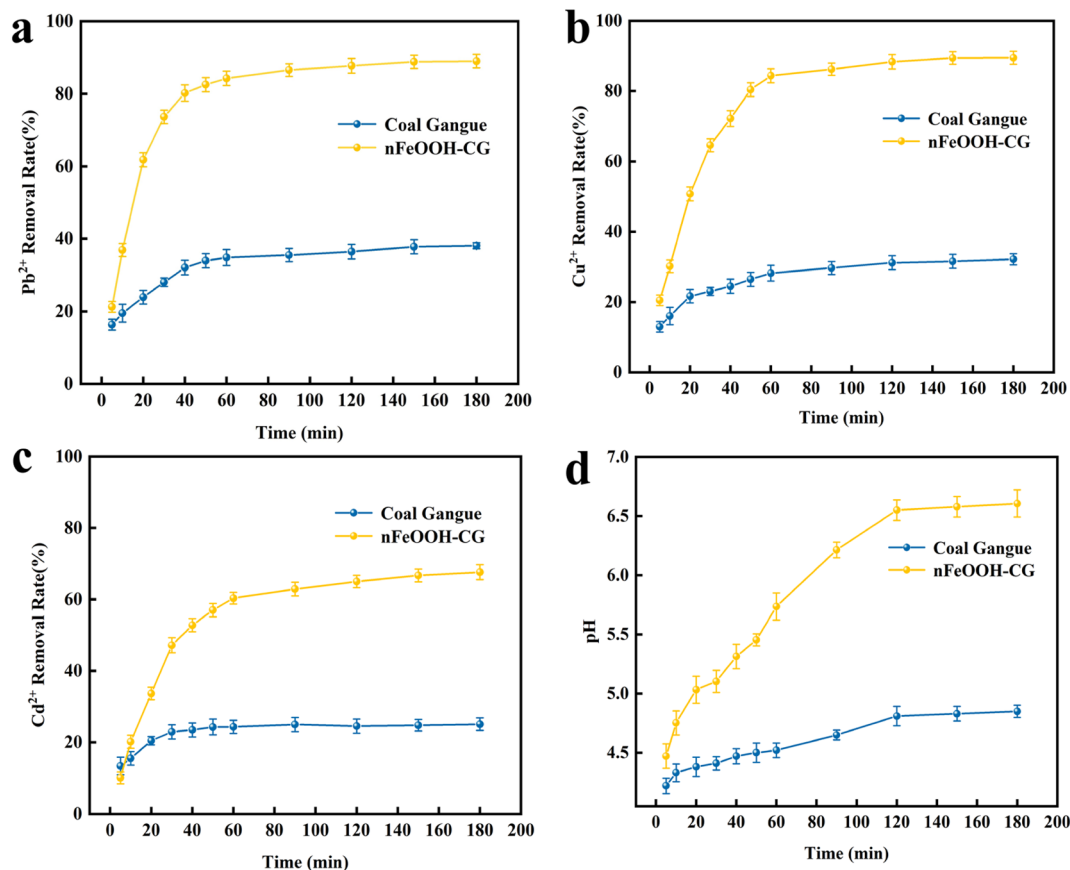 a
100
80
60
40
20
0
Pb²⁺ Removal Rate(%)
Coal Gangue
nFeOOH-CG
0 20 40 60 80 100 120 140 160 180 200
Time (min)
b
100
80
60
40
20
0
Cu²⁺ Removal Rate(%)
Coal Gangue
nFeOOH-CG
0 20 40 60 80 100 120 140 160 180 200
Time (min)
c
100
80
60
40
20
0
Cd²⁺ Removal Rate(%)
Coal Gangue
nFeOOH-CG
0 20 40 60 80 100 120 140 160 180 200
Time (min)
d
7.0
6.5
6.0
5.5
5.0
4.5
pH
Coal Gangue
nFeOOH-CG
0 20 40 60 80 100 120 140 160 180 200
Time (min)